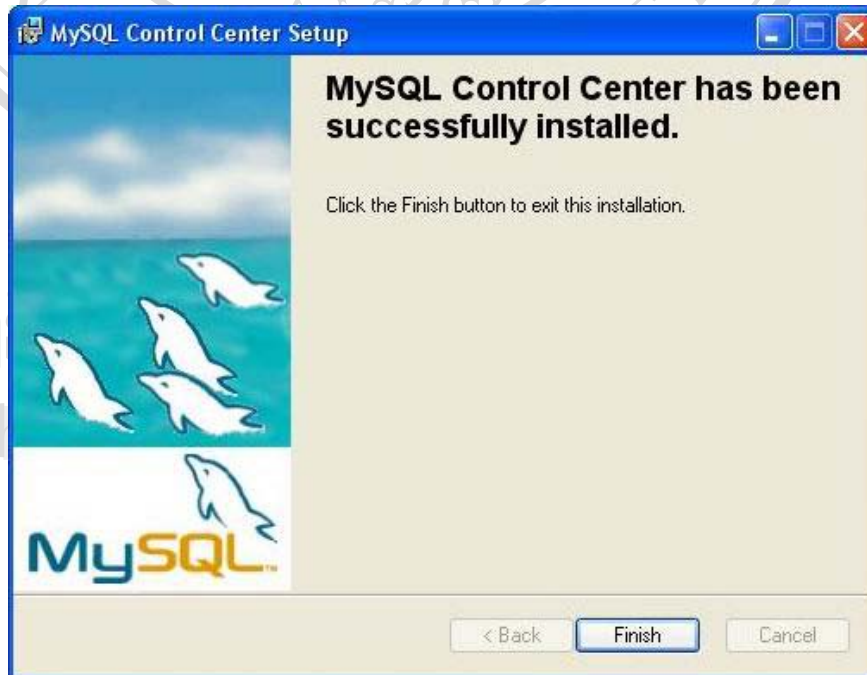 MySQL Control Center Setup
MySQL Control Center has been
successfully installed.
Click the Finish button to exit this installation.
MySQL™
< Back
Finish
Cancel